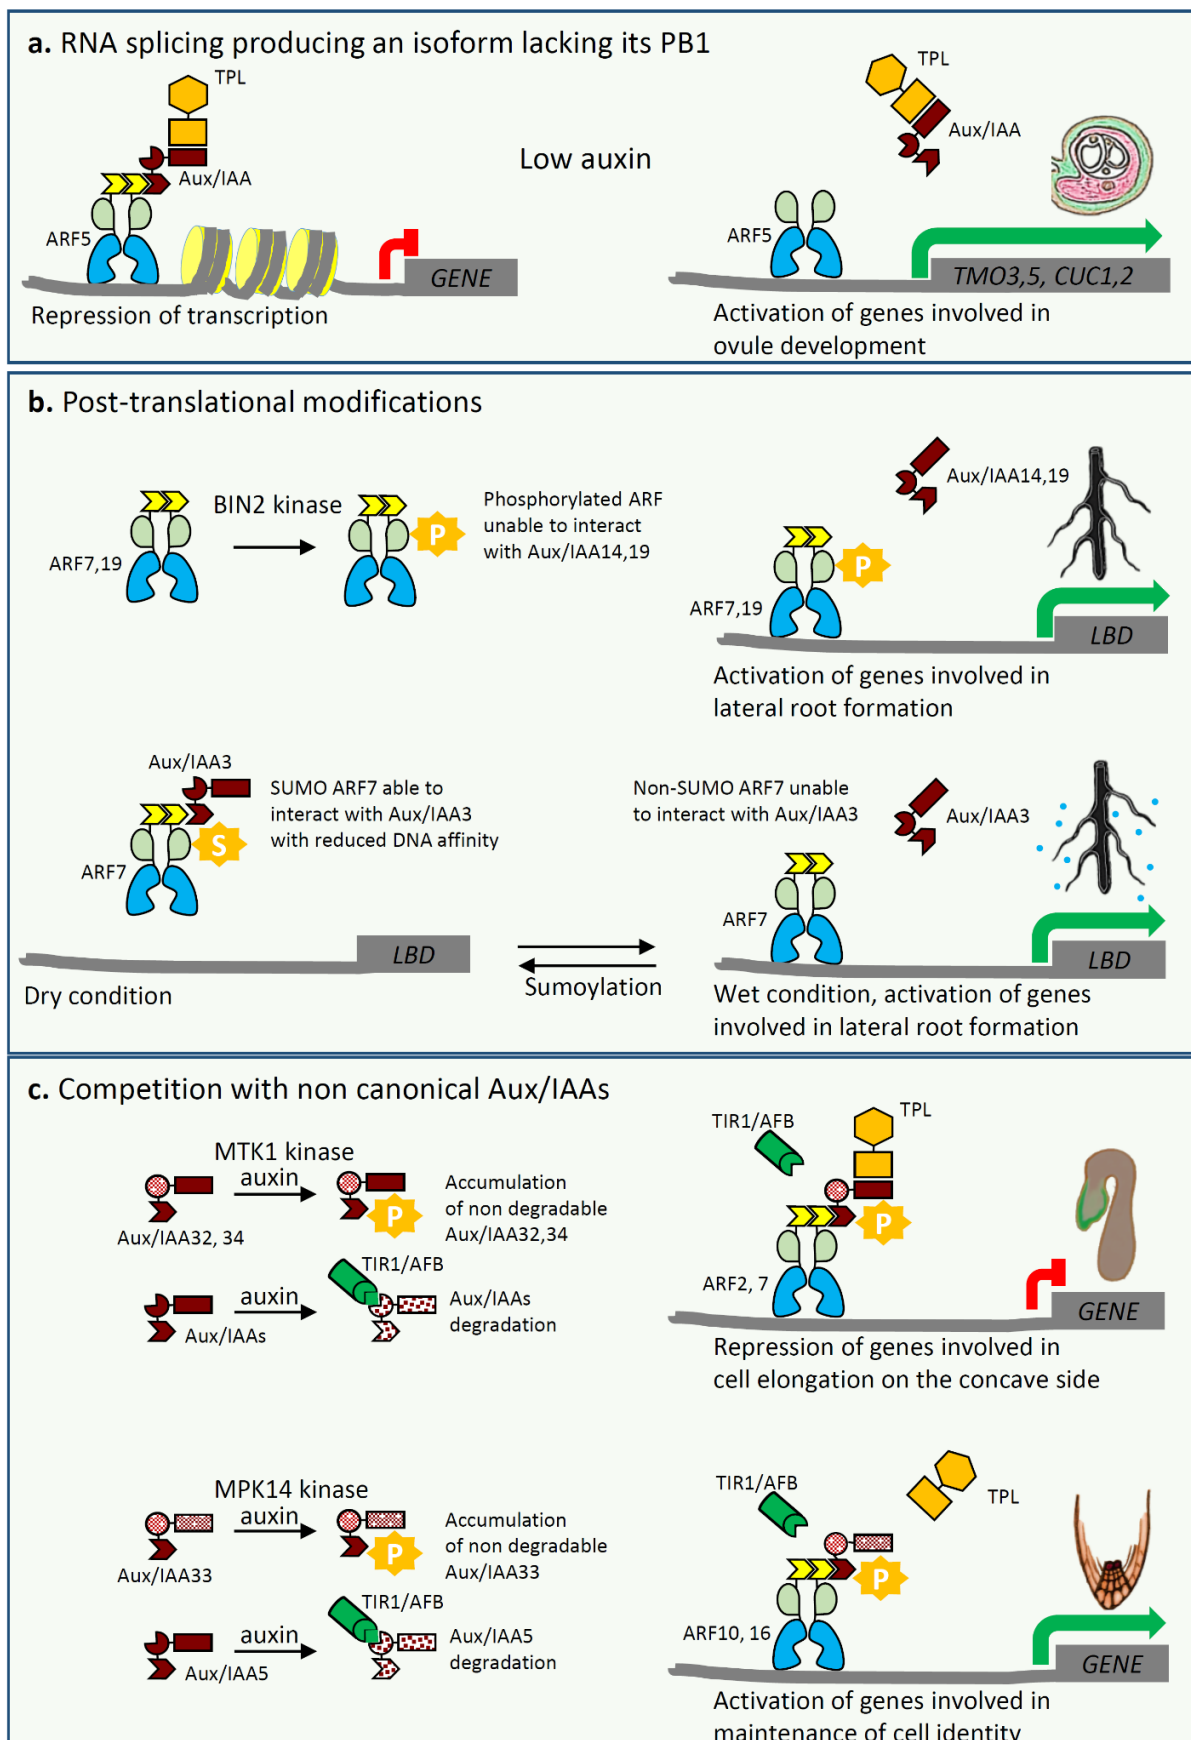 a. RNA splicing producing an isoform lacking its PB1
TPL
Aux/IAA
ARF5
GENE
Repression of transcription
Low auxin
TPL
Aux/IAA
ARF5
TMO3,5, CUC1,2
Activation of genes involved in
ovule development
b. Post-translational modifications
BIN2 kinase
ARF7,19
P
Phosphorylated ARF
unable to interact
with Aux/IAA14,19
Aux/IAA14,19
P
ARF7,19
LBD
Activation of genes involved in
lateral root formation
Aux/IAA3
SUMO ARF7 able to
interact with Aux/IAA3
with reduced DNA affinity
S
ARF7
LBD
Dry condition
Sumoylation
Non-SUMO ARF7 unable
to interact with Aux/IAA3
Aux/IAA3
ARF7
LBD
Wet condition, activation of genes
involved in lateral root formation
c. Competition with non canonical Aux/IAAs
MTK1 kinase
auxin
Aux/IAA32, 34
P
Accumulation
of non degradable
Aux/IAA32,34
TIR1/AFB
auxin
Aux/IAAs
Aux/IAAs
degradation
TIR1/AFB
TPL
P
ARF2, 7
GENE
Repression of genes involved in
cell elongation on the concave side
MPK14 kinase
auxin
Aux/IAA33
P
Accumulation
of non degradable
Aux/IAA33
TIR1/AFB
auxin
Aux/IAA5
Aux/IAA5
degradation
TIR1/AFB
TPL
P
ARF10, 16
GENE
Activation of genes involved in
maintenance of cell identity